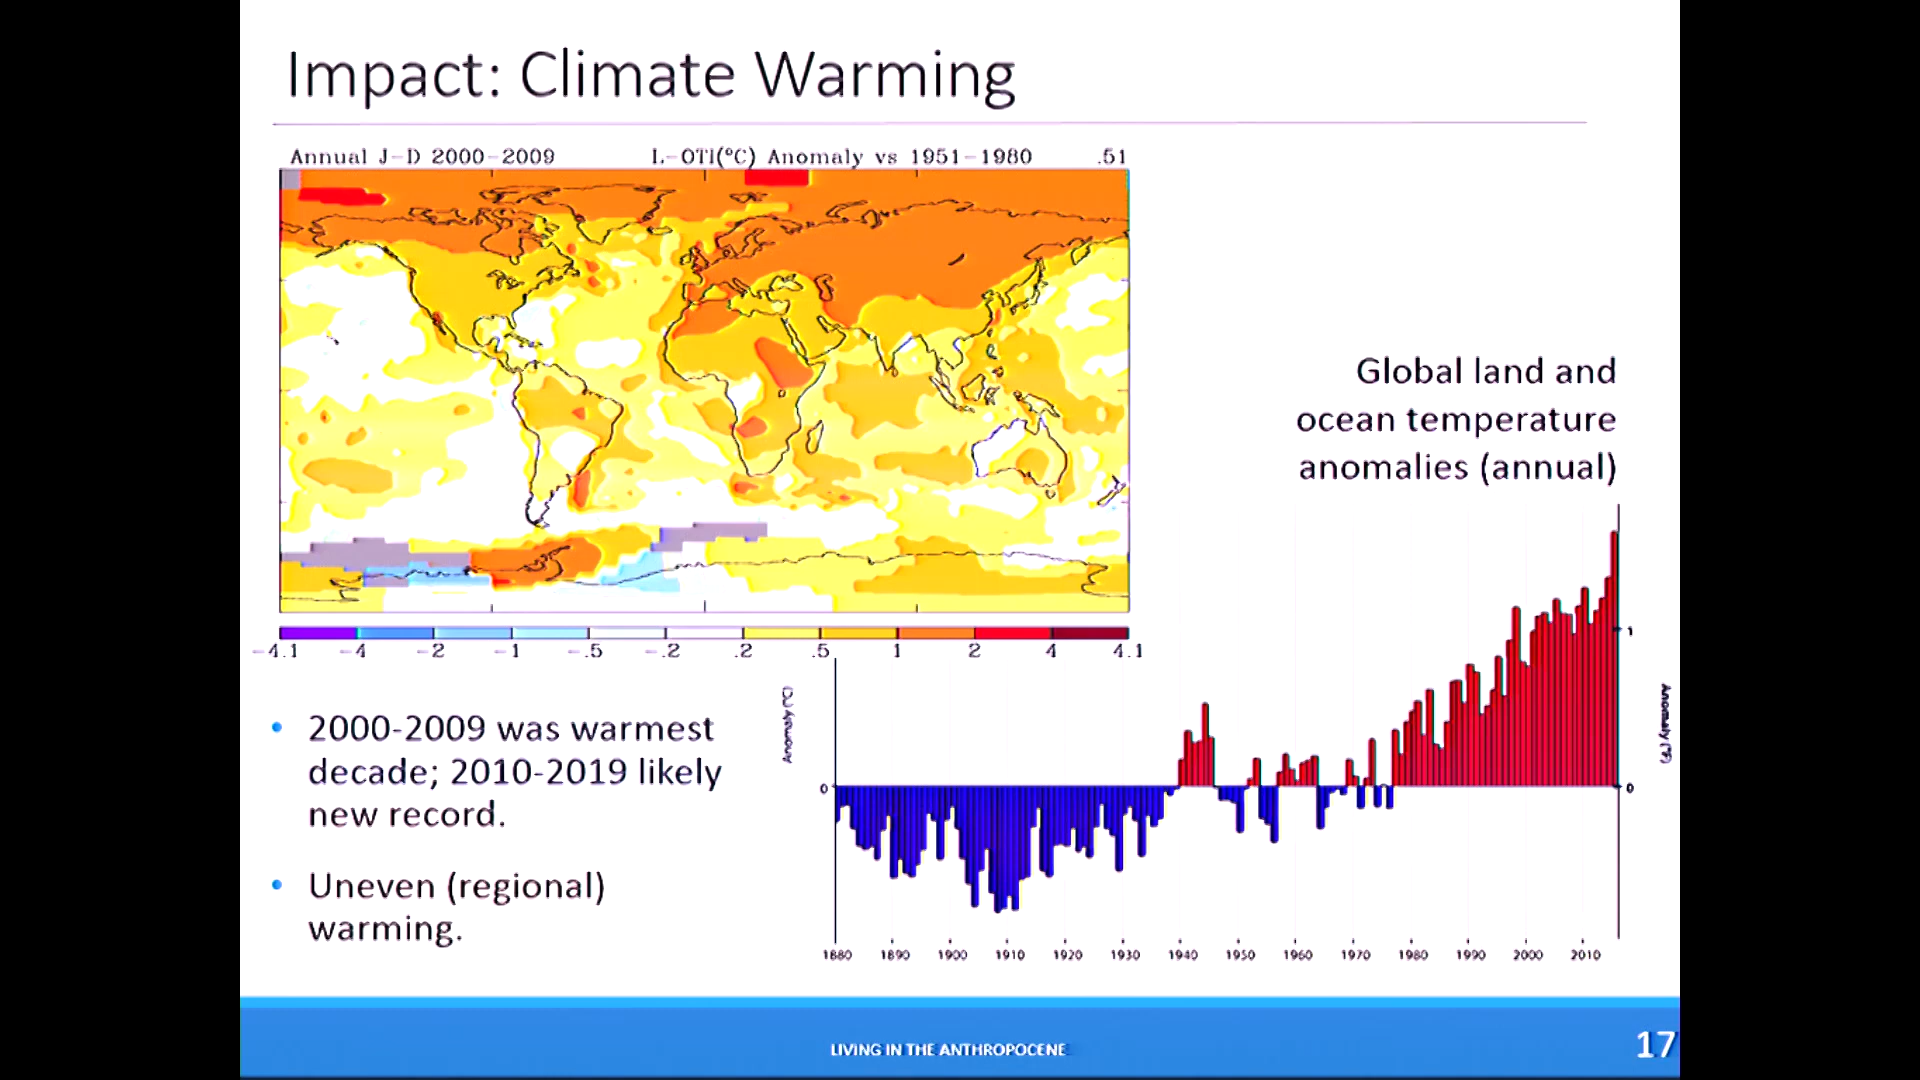 Impact: Climate Warming
Annual J-D 2000-2009 L-OTI(°C) Anomaly vs 1951-1980 .51
-4.1 -4 -2 -1 -.5 -.2 .2 .5 1 2 4 4.1
• 2000-2009 was warmest
decade; 2010-2019 likely
new record.
• Uneven (regional)
warming.
Global land and
ocean temperature
anomalies (annual)
Anomaly (°C)
0
1
0
Anomaly (°F)
1880 1890 1900 1910 1920 1930 1940 1950 1960 1970 1980 1990 2000 2010
LIVING IN THE ANTHROPOCENE
17